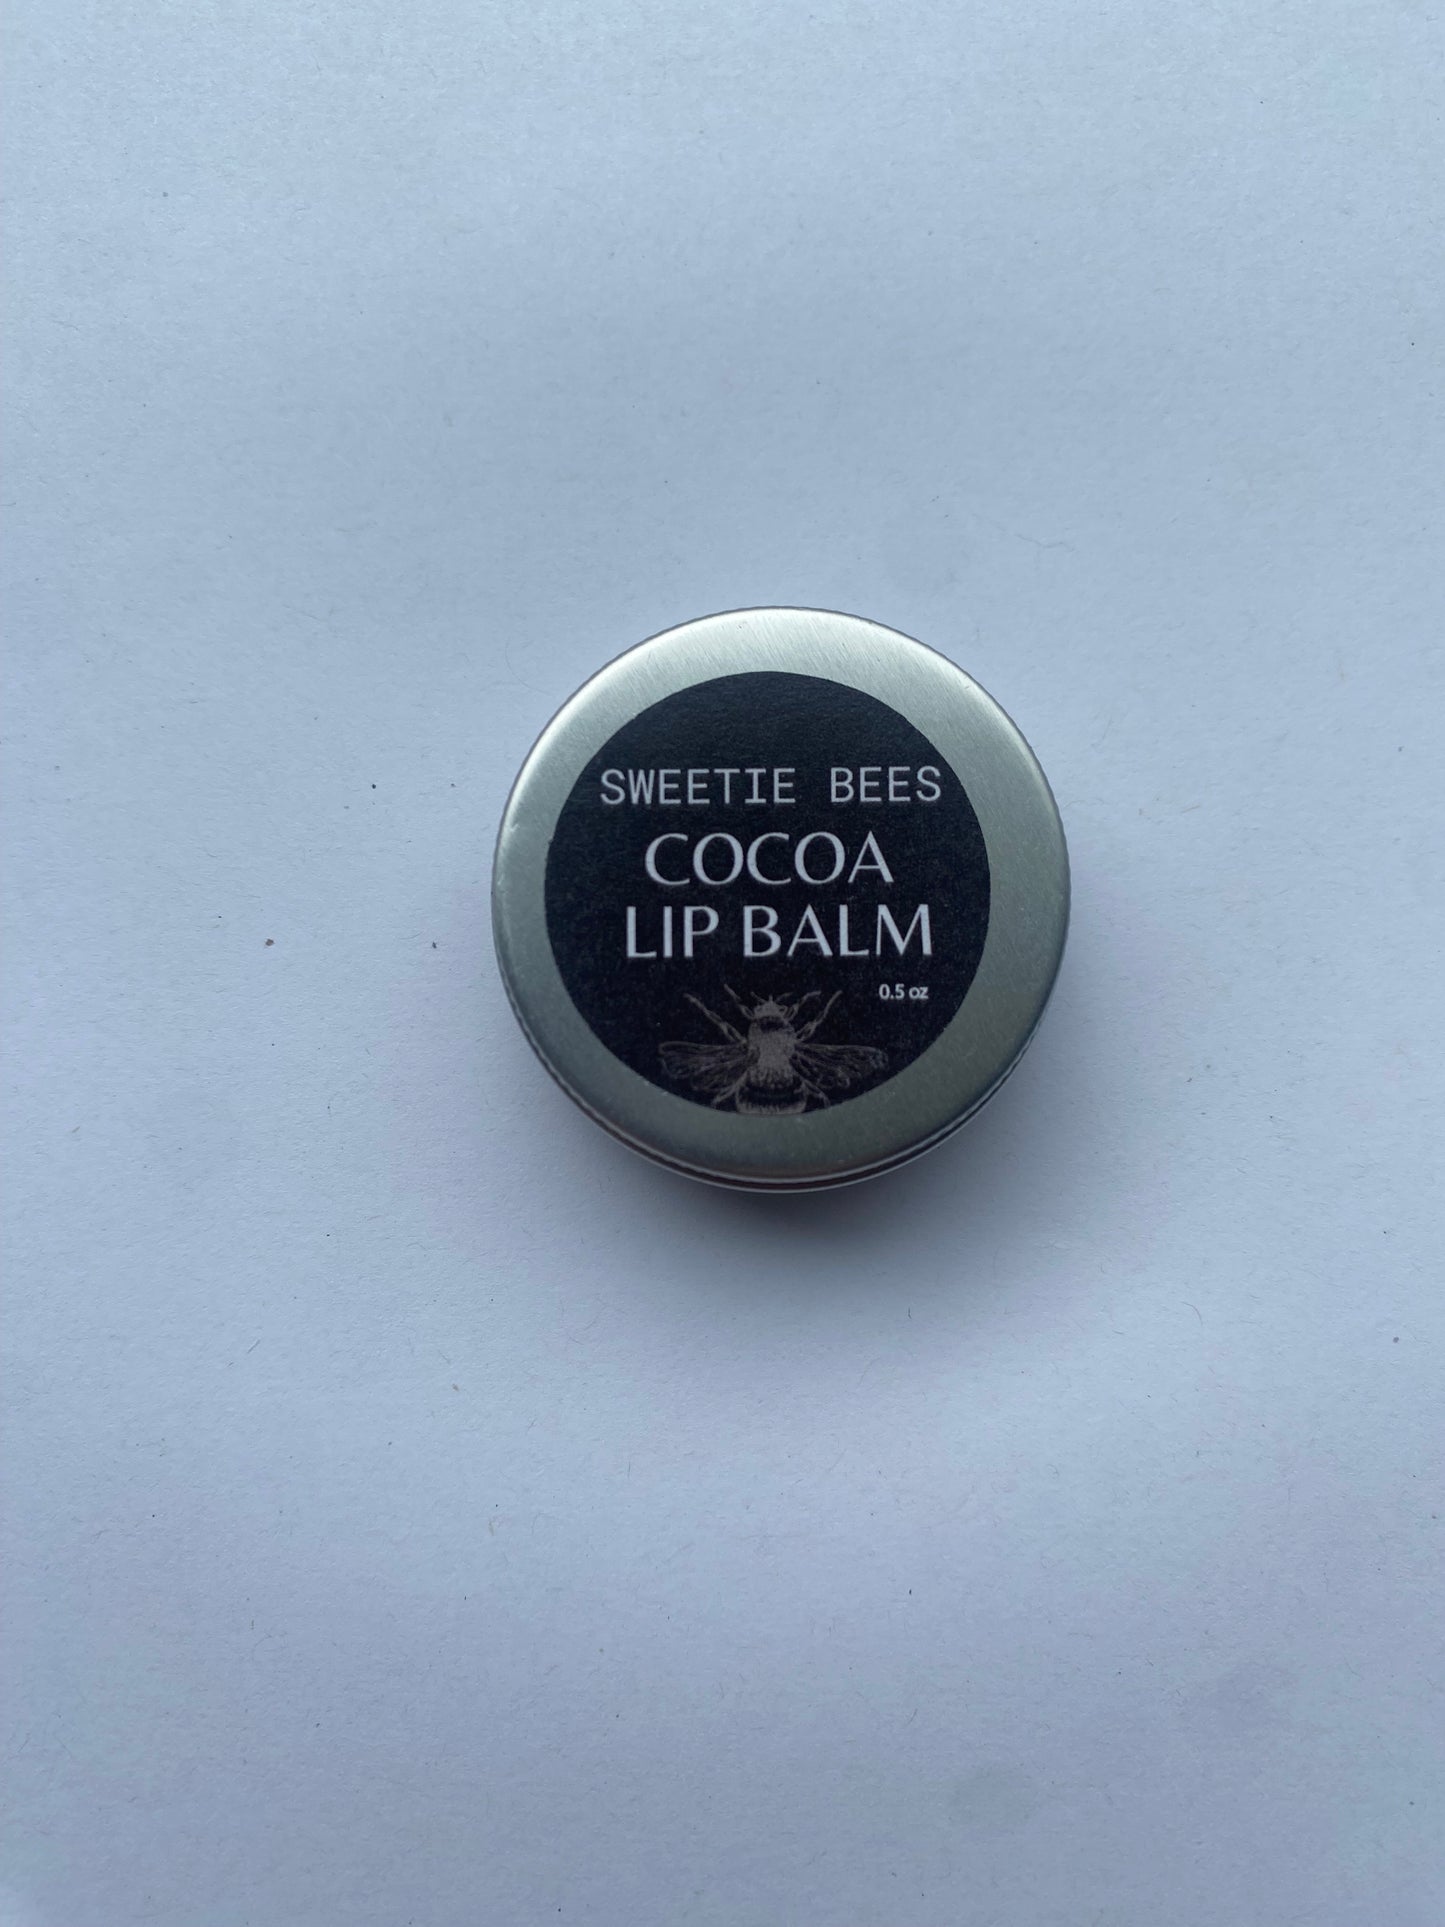 SWEETIE BEES
COCOA
LIP BALM
0.5 oz